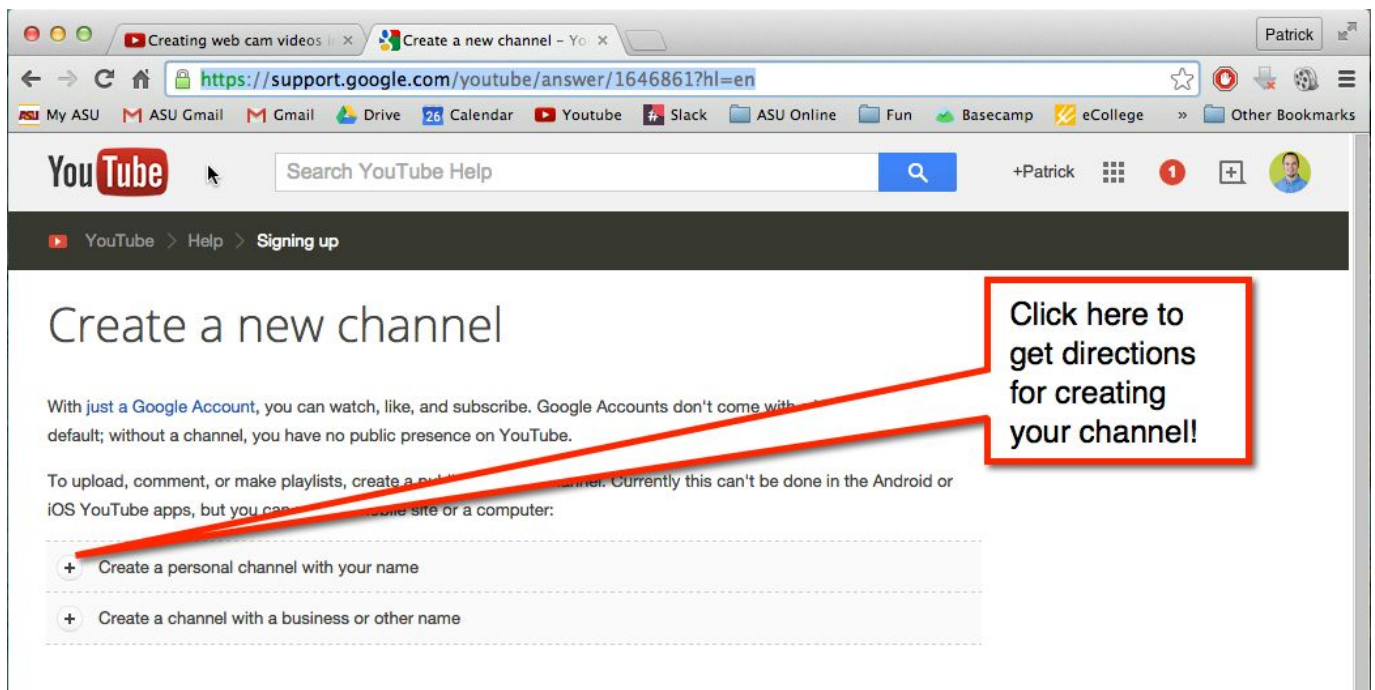 Creating web cam videos i
Create a new channel – Yo
Patrick
https://support.google.com/youtube/answer/1646861?hl=en
My ASU
ASU Gmail
Gmail
Drive
26 Calendar
Youtube
Slack
ASU Online
Fun
Basecamp
eCollege
»
Other Bookmarks
YouTube
Search YouTube Help
+Patrick
1
YouTube > Help > Signing up
Create a new channel
Click here to
get directions
for creating
your channel!
With just a Google Account, you can watch, like, and subscribe. Google Accounts don't come with
default; without a channel, you have no public presence on YouTube.
To upload, comment, or make playlists, create a Currently this can't be done in the Android or
iOS YouTube apps, but you site or a computer:
+ Create a personal channel with your name
+ Create a channel with a business or other name